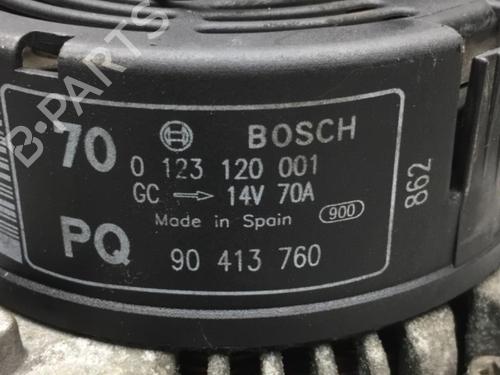 B-PARTS
70 BOSCH
0 123 120 001
GC → 14V 70A
Made in Spain 900
PQ 90 413 760
862